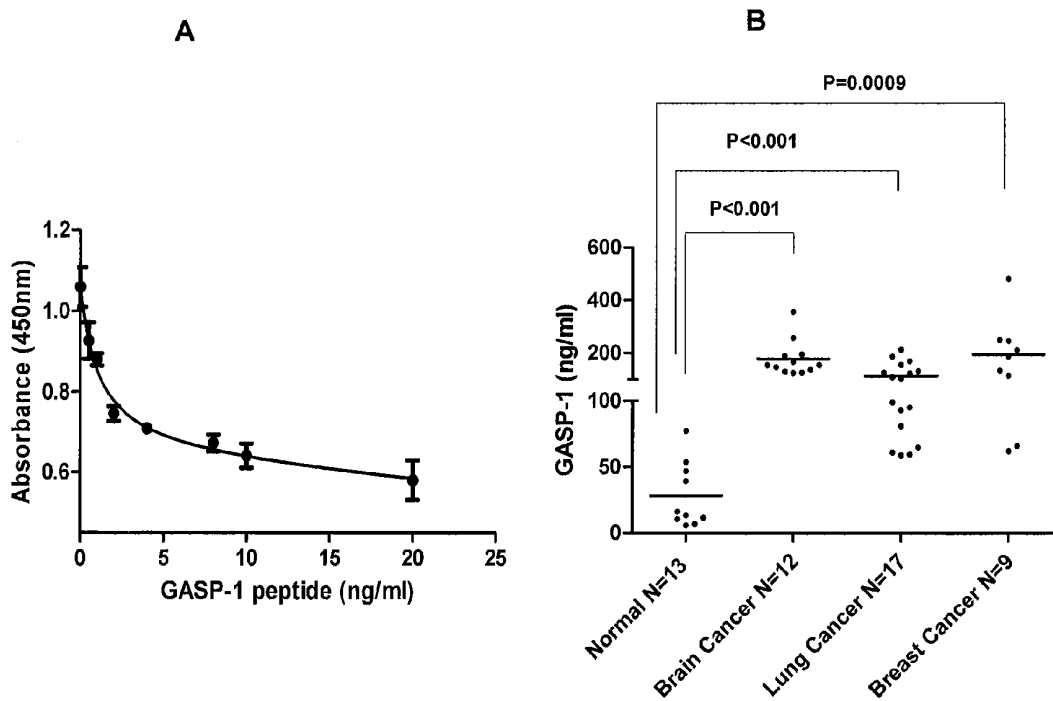 A
Absorbance (450nm)
1.2
1.0
0.8
0.6
0 5 10 15 20 25
GASP-1 peptide (ng/ml)
B
P=0.0009
P<0.001
P<0.001
GASP-1 (ng/ml)
600
400
200
100
50
0
Normal N=13
Brain Cancer N=12
Lung Cancer N=17
Breast Cancer N=9